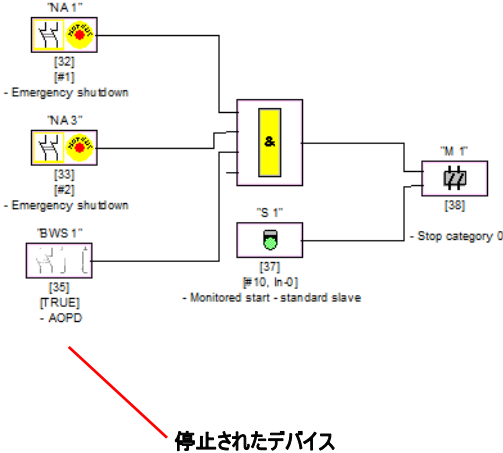 "NA 1"
[32]
[#1]
- Emergency shutdown
"NA 3"
[33]
[#2]
- Emergency shutdown
"BWS 1"
[35]
[TRUE]
- AOPD
&
"S 1"
[37]
[#10, In-0]
- Monitored start - standard slave
"M 1"
[38]
- Stop category 0
停止されたデバイス